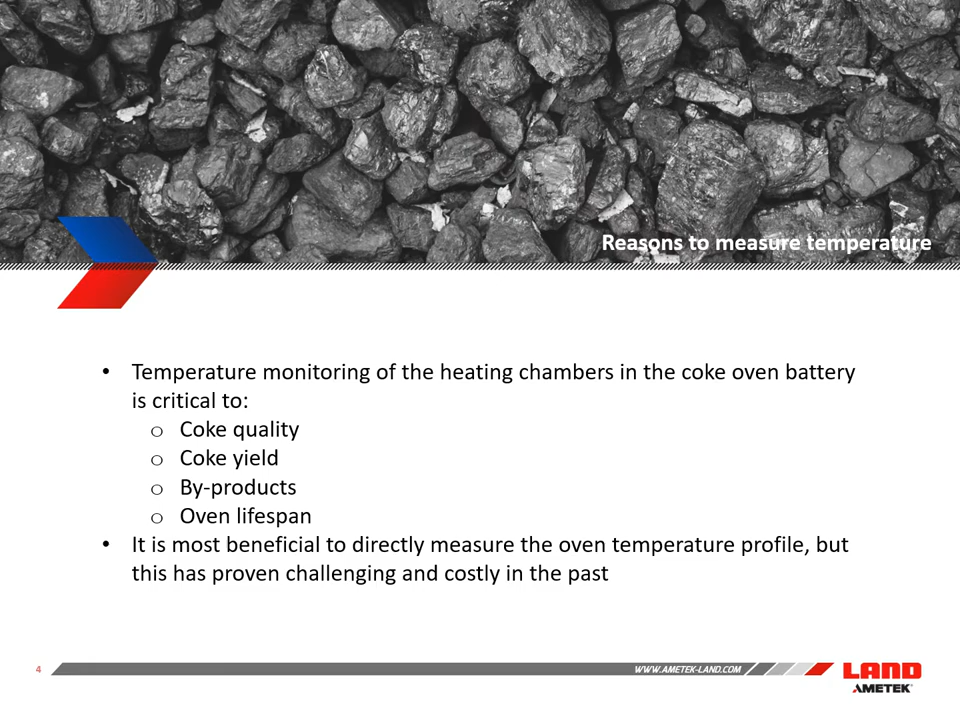 Reasons to measure temperature
• Temperature monitoring of the heating chambers in the coke oven battery
is critical to:
o Coke quality
o Coke yield
o By-products
o Oven lifespan
• It is most beneficial to directly measure the oven temperature profile, but
this has proven challenging and costly in the past
4
WWW.AMETEK-LAND.COM
LAND
AMETEK